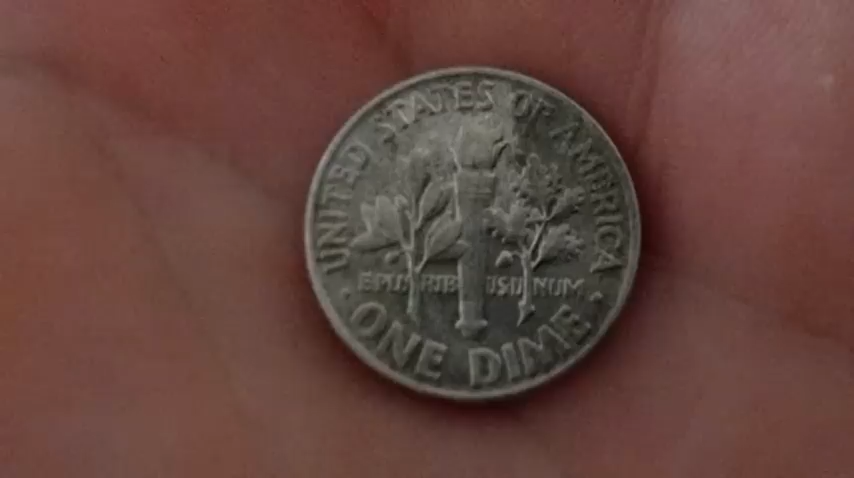 UNITED STATES OF AMERICA
E PLURIBUS UNUM
ONE DIME